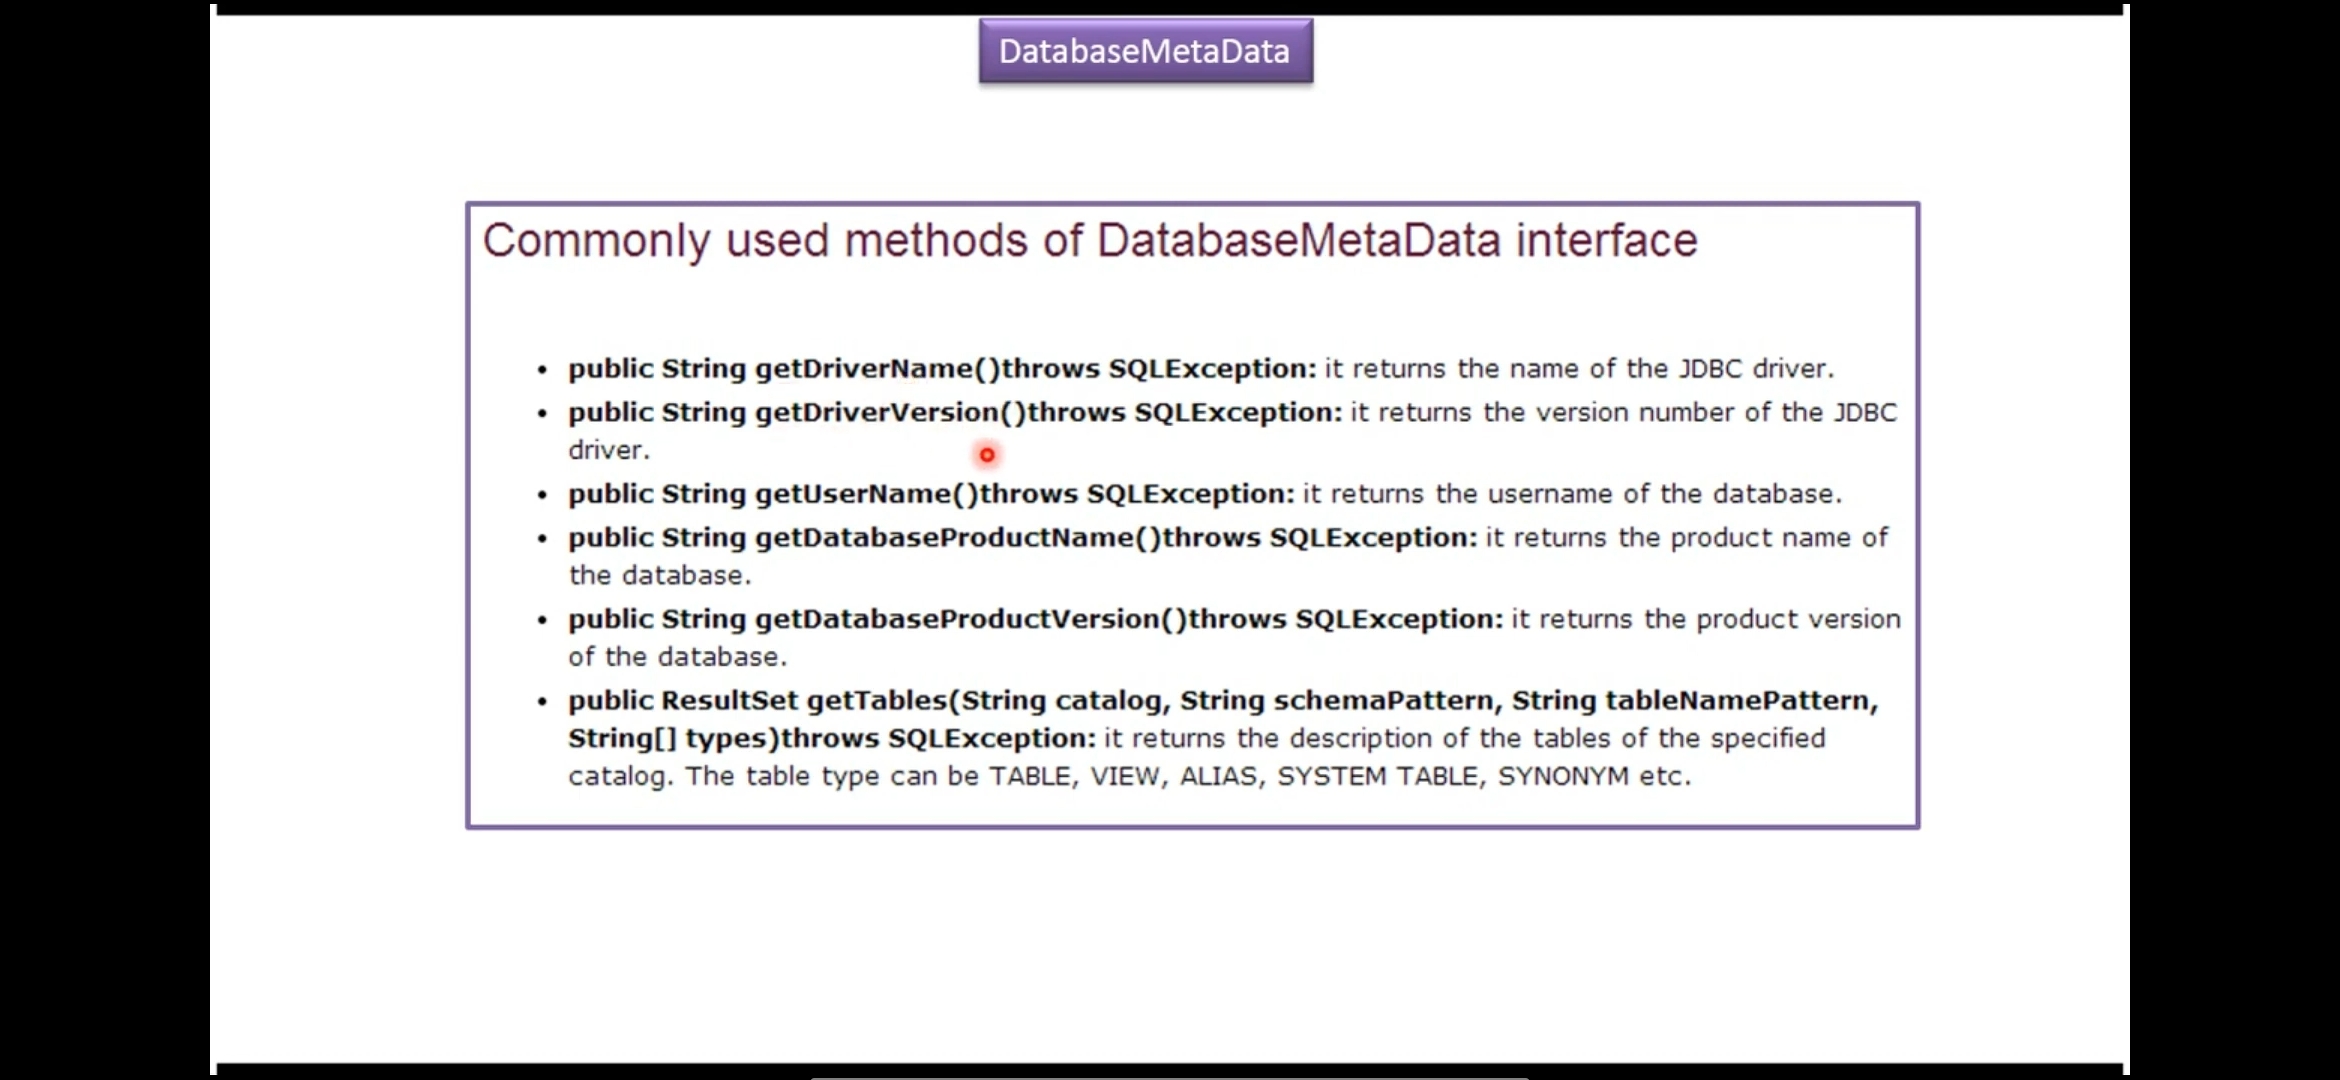 DatabaseMetaData
Commonly used methods of DatabaseMetaData interface
• public String getDriverName()throws SQLException: it returns the name of the JDBC driver.
• public String getDriverVersion()throws SQLException: it returns the version number of the JDBC
driver.
• public String getUserName()throws SQLException: it returns the username of the database.
• public String getDatabaseProductName()throws SQLException: it returns the product name of
the database.
• public String getDatabaseProductVersion()throws SQLException: it returns the product version
of the database.
• public ResultSet getTables(String catalog, String schemaPattern, String tableNamePattern,
String[] types)throws SQLException: it returns the description of the tables of the specified
catalog. The table type can be TABLE, VIEW, ALIAS, SYSTEM TABLE, SYNONYM etc.